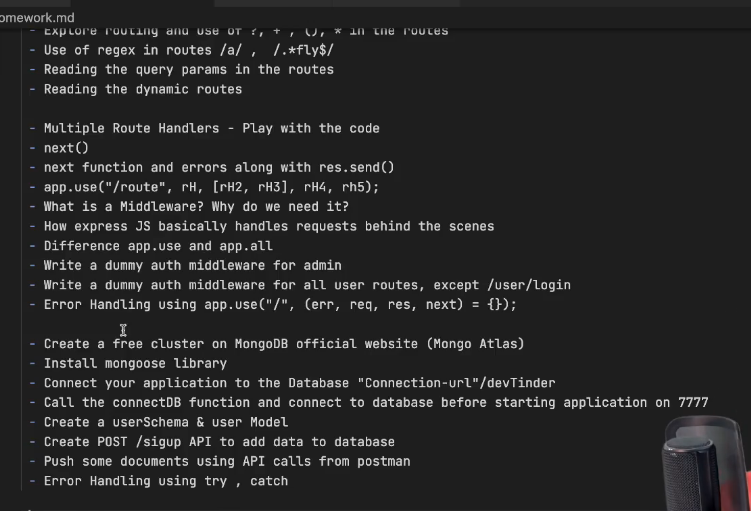 omework.md
- Explore routing and use of ?, + , (), * in the routes
- Use of regex in routes /a/ ,  /.*fly$/
- Reading the query params in the routes
- Reading the dynamic routes
- Multiple Route Handlers - Play with the code
- next()
- next function and errors along with res.send()
- app.use("/route", rH, [rH2, rH3], rH4, rh5);
- What is a Middleware? Why do we need it?
- How express JS basically handles requests behind the scenes
- Difference app.use and app.all
- Write a dummy auth middleware for admin
- Write a dummy auth middleware for all user routes, except /user/login
- Error Handling using app.use("/", (err, req, res, next) = {});
- Create a free cluster on MongoDB official website (Mongo Atlas)
- Install mongoose library
- Connect your application to the Database "Connection-url"/devTinder
- Call the connectDB function and connect to database before starting application on 7777
- Create a userSchema & user Model
- Create POST /sigup API to add data to database
- Push some documents using API calls from postman
- Error Handling using try , catch